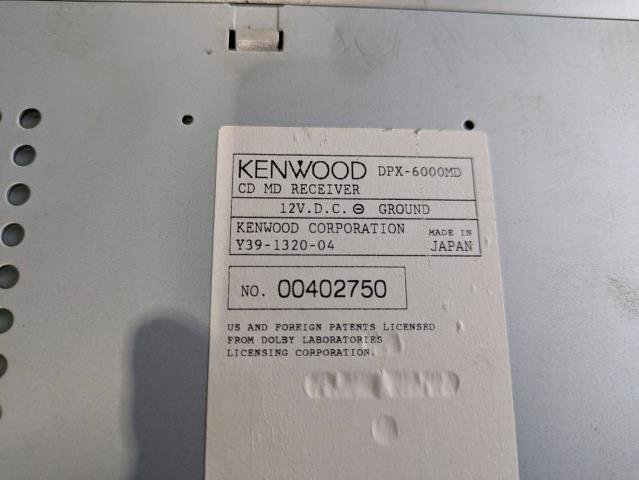 KENWOOD DPX-6000MD
CD MD RECEIVER
12V.D.C. ⊖ GROUND
KENWOOD CORPORATION MADE IN
Y39-1320-04 JAPAN
NO. 00402750
US AND FOREIGN PATENTS LICENSED
FROM DOLBY LABORATORIES
LICENSING CORPORATION.